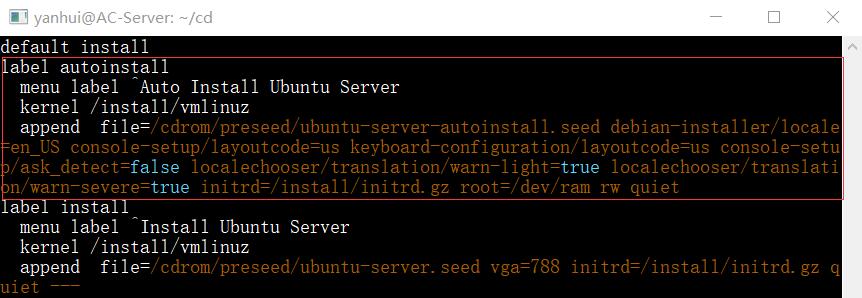 yanhui@AC-Server: ~/cd
default install
label autoinstall
  menu label ^Auto Install Ubuntu Server
  kernel /install/vmlinuz
  append  file=/cdrom/preseed/ubuntu-server-autoinstall.seed debian-installer/locale
=en_US console-setup/layoutcode=us keyboard-configuration/layoutcode=us console-setu
p/ask_detect=false localechooser/translation/warn-light=true localechooser/translati
on/warn-severe=true initrd=/install/initrd.gz root=/dev/ram rw quiet
label install
  menu label ^Install Ubuntu Server
  kernel /install/vmlinuz
  append  file=/cdrom/preseed/ubuntu-server.seed vga=788 initrd=/install/initrd.gz q
uiet ---